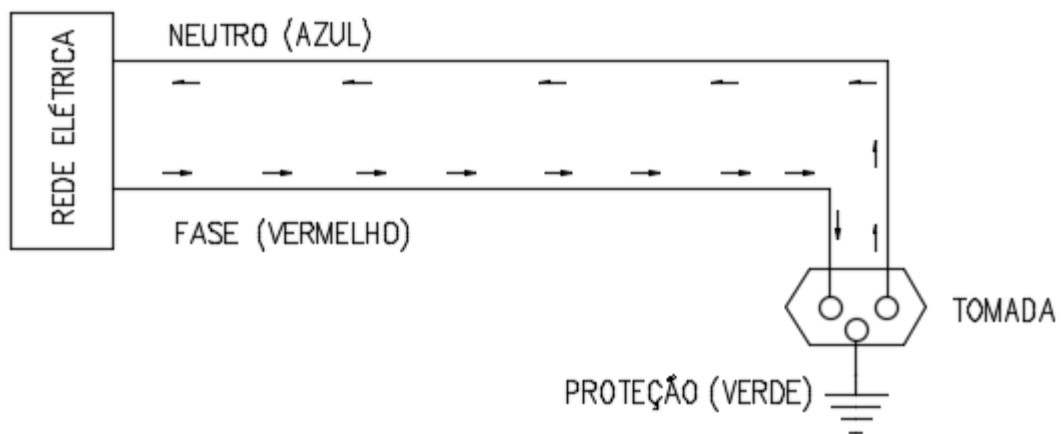 NEUTRO (AZUL)
REDE ELÉTRICA
FASE (VERMELHO)
TOMADA
PROTEÇÃO (VERDE)